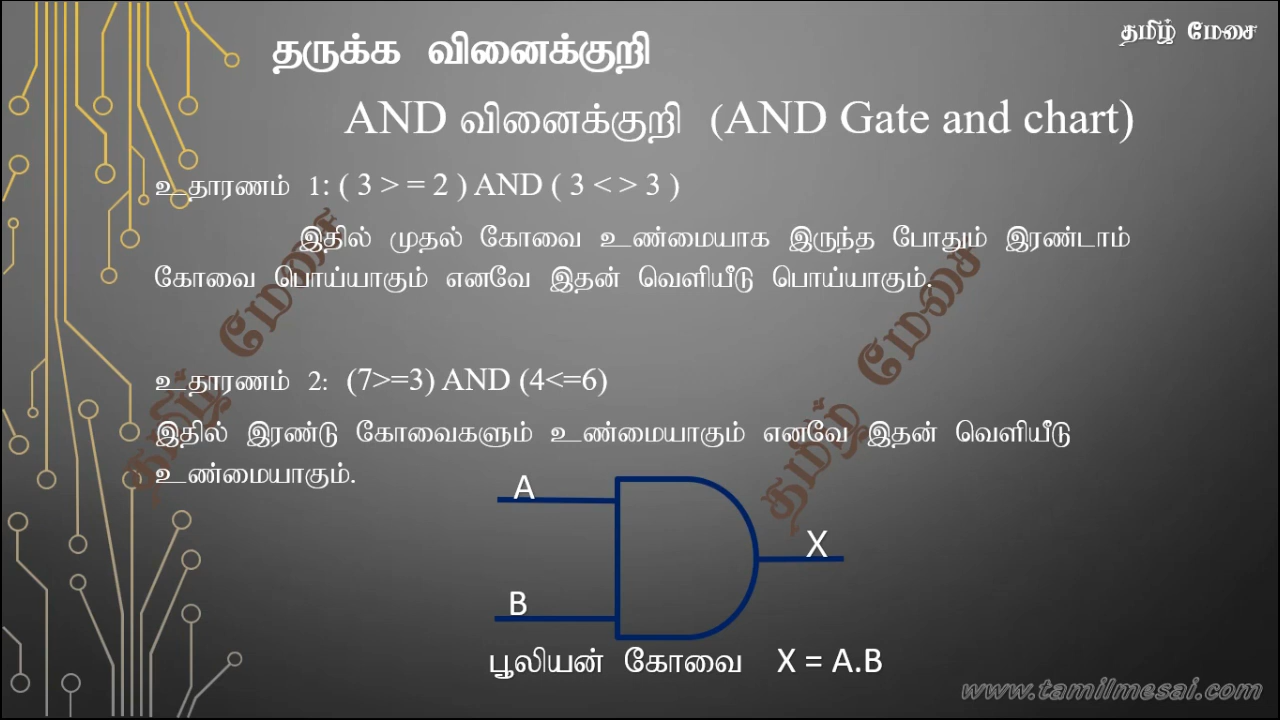 தமிழ் மேசை
தருக்க வினைக்குறி
AND வினைக்குறி (AND Gate and chart)
உதாரணம் 1: ( 3 > = 2 ) AND ( 3 < > 3 )
இதில் முதல் கோவை உண்மையாக இருந்த போதும் இரண்டாம்
கோவை பொய்யாகும் எனவே இதன் வெளியீடு பொய்யாகும்.
தமிழ் மேசை
தமிழ் மேசை
உதாரணம் 2: (7>=3) AND (4<=6)
இதில் இரண்டு கோவைகளும் உண்மையாகும் எனவே இதன் வெளியீடு
உண்மையாகும்.
A
X
B
பூலியன் கோவை X = A.B
www.tamilmesai.com